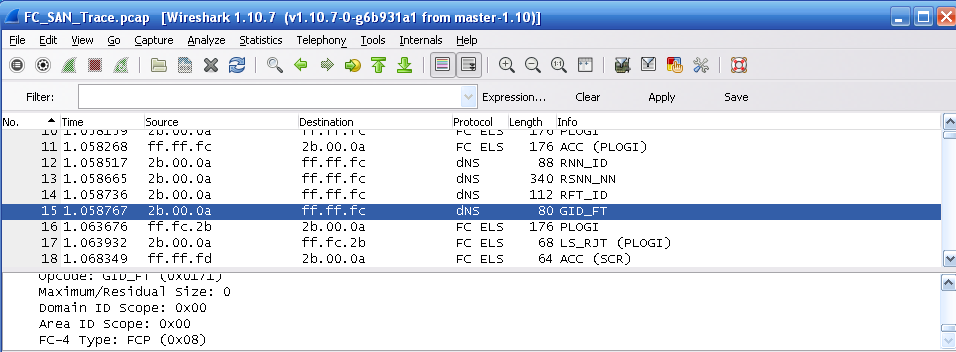 FC_SAN_Trace.pcap [Wireshark 1.10.7 (v1.10.7-0-g6b931a1 from master-1.10)]
File Edit View Go Capture Analyze Statistics Telephony Tools Internals Help
Filter: Expression... Clear Apply Save
No. Time Source Destination Protocol Length Info
10 1.058159 2b.00.0a ff.ff.fc FC ELS 176 PLOGI
11 1.058268 ff.ff.fc 2b.00.0a FC ELS 176 ACC (PLOGI)
12 1.058517 2b.00.0a ff.ff.fc dNS 88 RNN_ID
13 1.058665 2b.00.0a ff.ff.fc dNS 340 RSNN_NN
14 1.058736 2b.00.0a ff.ff.fc dNS 112 RFT_ID
15 1.058767 2b.00.0a ff.ff.fc dNS 80 GID_FT
16 1.063676 ff.fc.2b 2b.00.0a FC ELS 176 PLOGI
17 1.063932 2b.00.0a ff.fc.2b FC ELS 68 LS_RJT (PLOGI)
18 1.068349 ff.ff.fd 2b.00.0a FC ELS 64 ACC (SCR)
Opcode: GID_FT (0x0171)
Maximum/Residual Size: 0
Domain ID Scope: 0x00
Area ID Scope: 0x00
FC-4 Type: FCP (0x08)